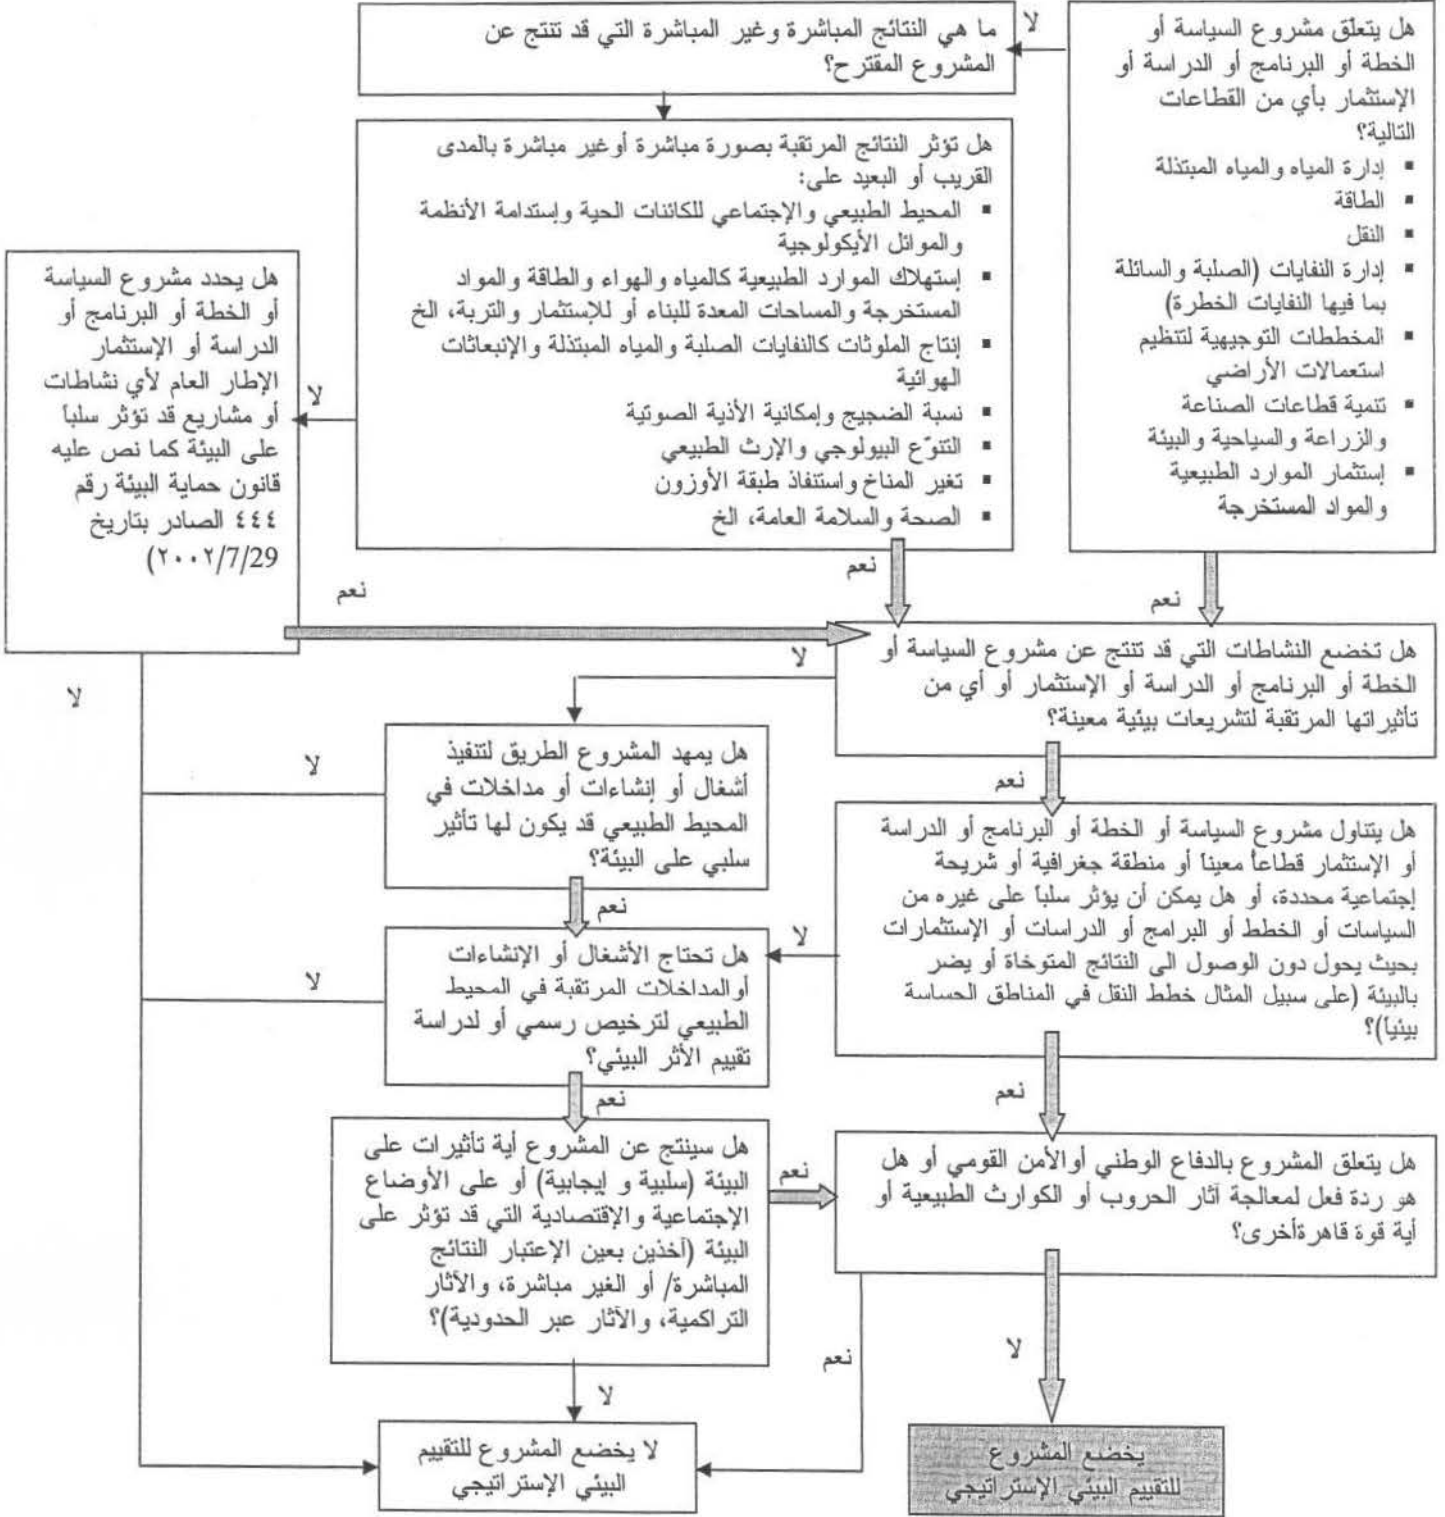 هل يتعلّق مشروع السياسة أو
الخطة أو البرنامج أو الدراسة أو
الإستثمار بأي من القطاعات
التالية؟
▪ إدارة المياه والمياه المبتذلة
▪ الطاقة
▪ النقل
▪ إدارة النفايات (الصلبة والسائلة
بما فيها النفايات الخطرة)
▪ المخططات التوجيهية لتنظيم
استعمالات الأراضي
▪ تنمية قطاعات الصناعة
والزراعة والسياحية والبيئة
▪ إستثمار الموارد الطبيعية
والمواد المستخرجة
لا
ما هي النتائج المباشرة وغير المباشرة التي قد تنتج عن
المشروع المقترح؟
هل تؤثر النتائج المرتقبة بصورة مباشرة أوغير مباشرة بالمدى
القريب أو البعيد على:
▪ المحيط الطبيعي والإجتماعي للكائنات الحية وإستدامة الأنظمة
والموائل الأيكولوجية
▪ إستهلاك الموارد الطبيعية كالمياه والهواء والطاقة والمواد
المستخرجة والمساحات المعدة للبناء أو للإستثمار والتربة، الخ
▪ إنتاج الملوثات كالنفايات الصلبة والمياه المبتذلة والإنبعاثات
الهوائية
▪ نسبة الضجيج وإمكانية الأذية الصوتية
▪ التنوّع البيولوجي والإرث الطبيعي
▪ تغير المناخ واستنفاذ طبقة الأوزون
▪ الصحة والسلامة العامة، الخ
لا
هل يحدد مشروع السياسة
أو الخطة أو البرنامج أو
الدراسة أو الإستثمار
الإطار العام لأي نشاطات
أو مشاريع قد تؤثر سلباً
على البيئة كما نص عليه
قانون حماية البيئة رقم
٤٤٤ الصادر بتاريخ
٢٠٠٢/7/29)
نعم
نعم
نعم
لا
هل تخضع النشاطات التي قد تنتج عن مشروع السياسة أو
الخطة أو البرنامج أو الدراسة أو الإستثمار أو أي من
تأثيراتها المرتقبة لتشريعات بيئية معينة؟
لا
نعم
هل يمهد المشروع الطريق لتنفيذ
أشغال أو إنشاءات أو مداخلات في
المحيط الطبيعي قد يكون لها تأثير
سلبي على البيئة؟
لا
نعم
هل يتناول مشروع السياسة أو الخطة أو البرنامج أو الدراسة
أو الإستثمار قطاعاً معيناً أو منطقة جغرافية أو شريحة
إجتماعية محددة، أو هل يمكن أن يؤثر سلباً على غيره من
السياسات أو الخطط أو البرامج أو الدراسات أو الإستثمارات
بحيث يحول دون الوصول الى النتائج المتوخاة أو يضر
بالبيئة (على سبيل المثال خطط النقل في المناطق الحساسة
بيئياً)؟
لا
نعم
هل تحتاج الأشغال أو الإنشاءات
أوالمداخلات المرتقبة في المحيط
الطبيعي لترخيص رسمي أو لدراسة
تقييم الأثر البيئي؟
لا
نعم
هل سينتج عن المشروع أية تأثيرات على
البيئة (سلبية و إيجابية) أو على الأوضاع
الإجتماعية والإقتصادية التي قد تؤثر على
البيئة (آخذين بعين الإعتبار النتائج
المباشرة/ أو الغير مباشرة، والآثار
التراكمية، والآثار عبر الحدودية)؟
نعم
لا
هل يتعلق المشروع بالدفاع الوطني أوالأمن القومي أو هل
هو ردة فعل لمعالجة آثار الحروب أو الكوارث الطبيعية أو
أية قوة قاهرةأخرى؟
لا
نعم
يخضع المشروع
للتقييم البيئي الإستراتيجي
لا يخضع المشروع للتقييم
البيئي الإستراتيجي